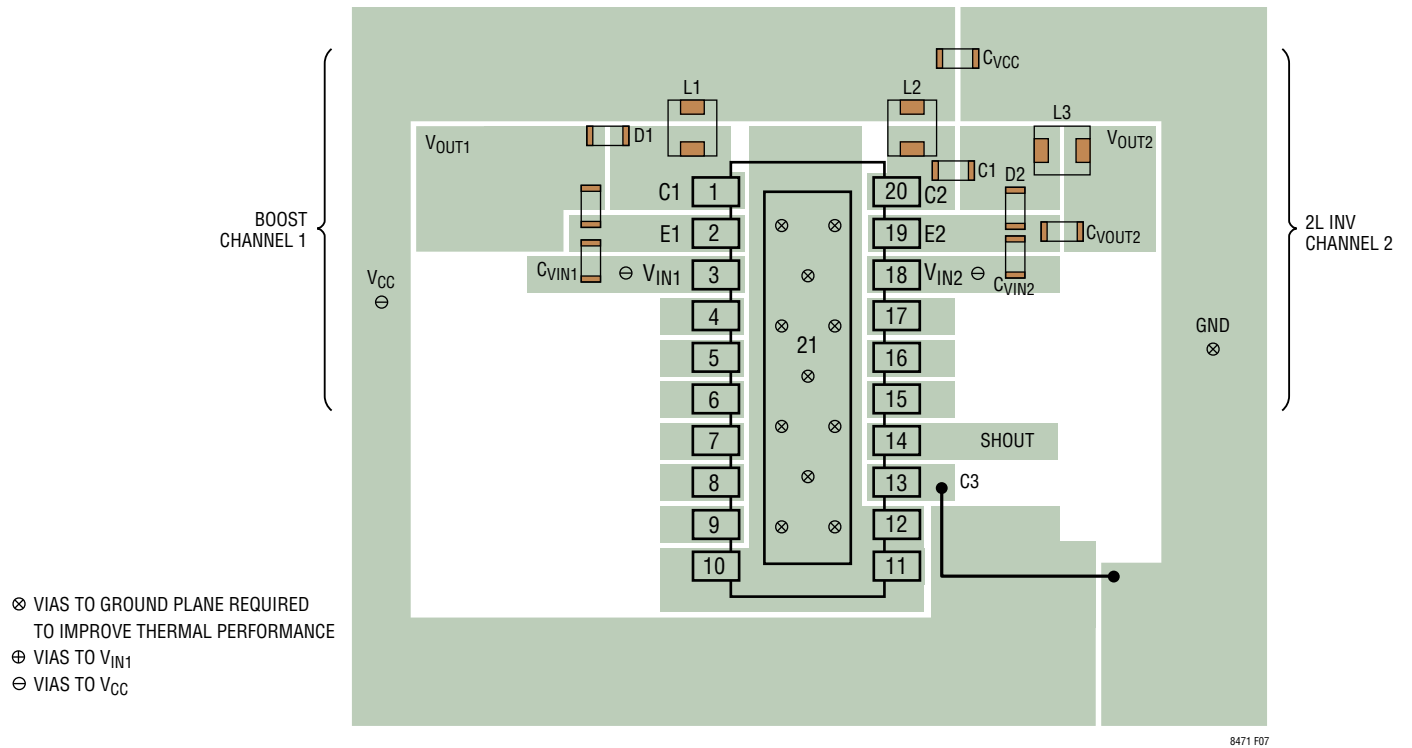 CVCC
L1
L2
L3
VOUT1
D1
VOUT2
C1
D2
C1
1
20
C2
BOOST
CHANNEL 1
E1
2
19
E2
CVOUT2
2L INV
CHANNEL 2
CVIN1
VIN1
3
18
VIN2
CVIN2
VCC
4
17
GND
21
5
16
6
15
7
14
SHOUT
8
13
C3
9
12
10
11
VIAS TO GROUND PLANE REQUIRED
TO IMPROVE THERMAL PERFORMANCE
VIAS TO VIN1
VIAS TO VCC
8471 F07